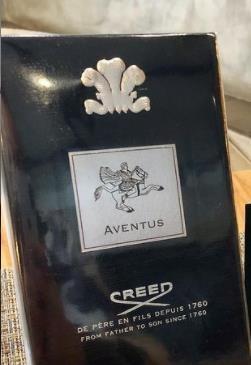 AVENTUS
CREED
DE PÈRE EN FILS DEPUIS 1760
FROM FATHER TO SON SINCE 1760